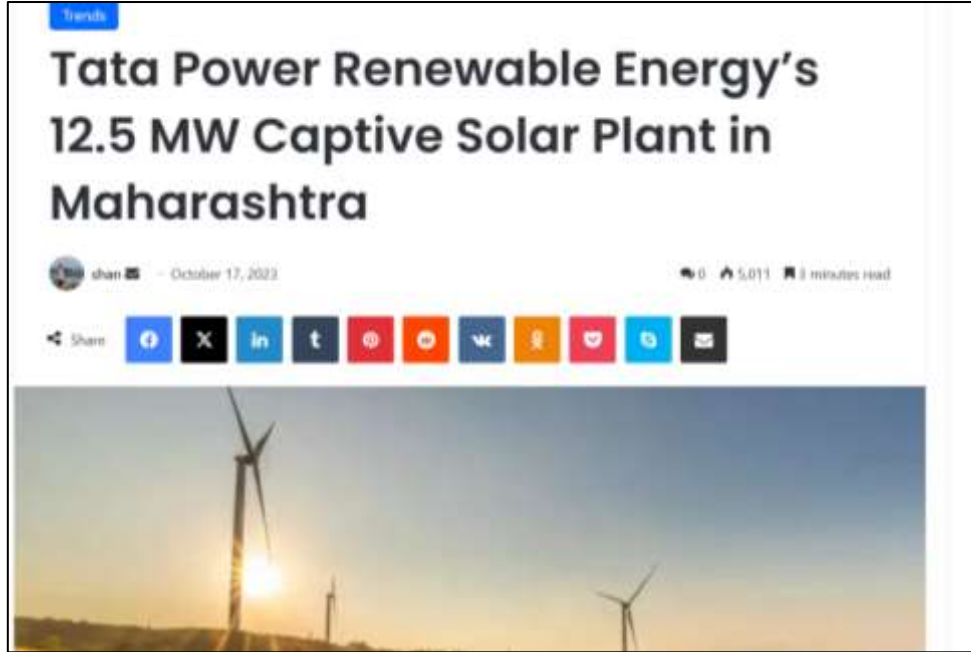 Trends
Tata Power Renewable Energy's
12.5 MW Captive Solar Plant in
Maharashtra
shan - October 17, 2023 0 5,011 3 minutes read
Share